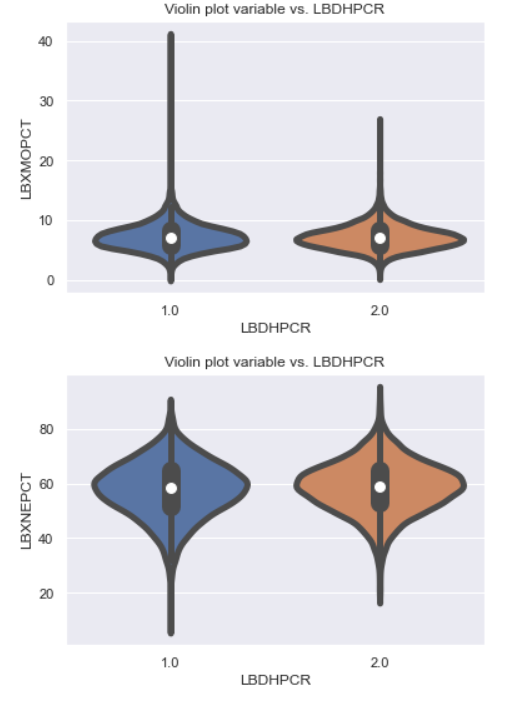 Violin plot variable vs. LBDHPCR
40
30
20
10
0
LBXMOPCT
1.0
2.0
LBDHPCR
Violin plot variable vs. LBDHPCR
80
60
40
20
LBXNEPCT
1.0
2.0
LBDHPCR